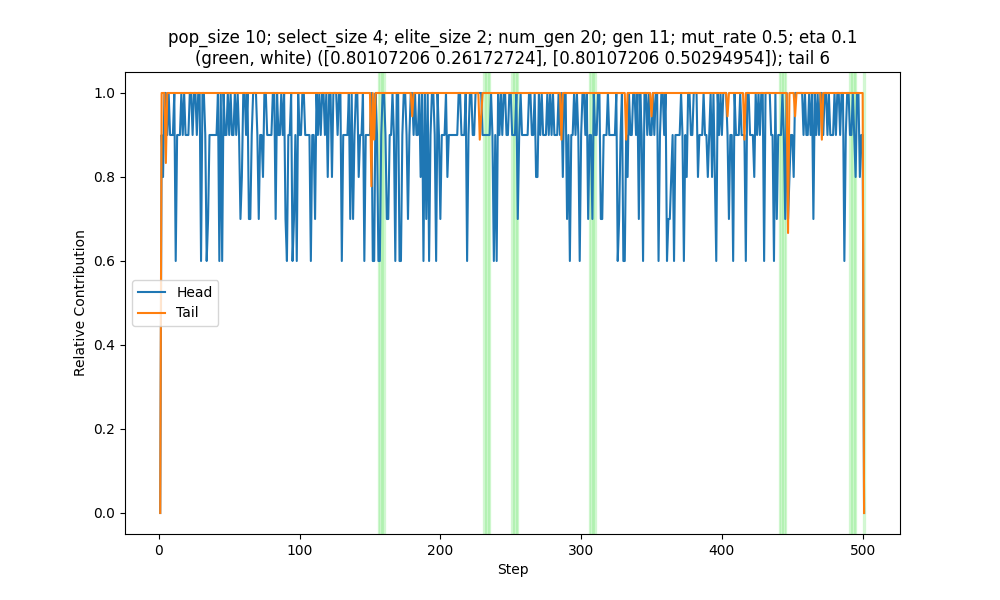 pop_size 10; select_size 4; elite_size 2; num_gen 20; gen 11; mut_rate 0.5; eta 0.1
(green, white) ([0.80107206 0.26172724], [0.80107206 0.50294954]); tail 6
1.0
0.8
0.6
0.4
0.2
0.0
Relative Contribution
Head
Tail
0
100
200
300
400
500
Step